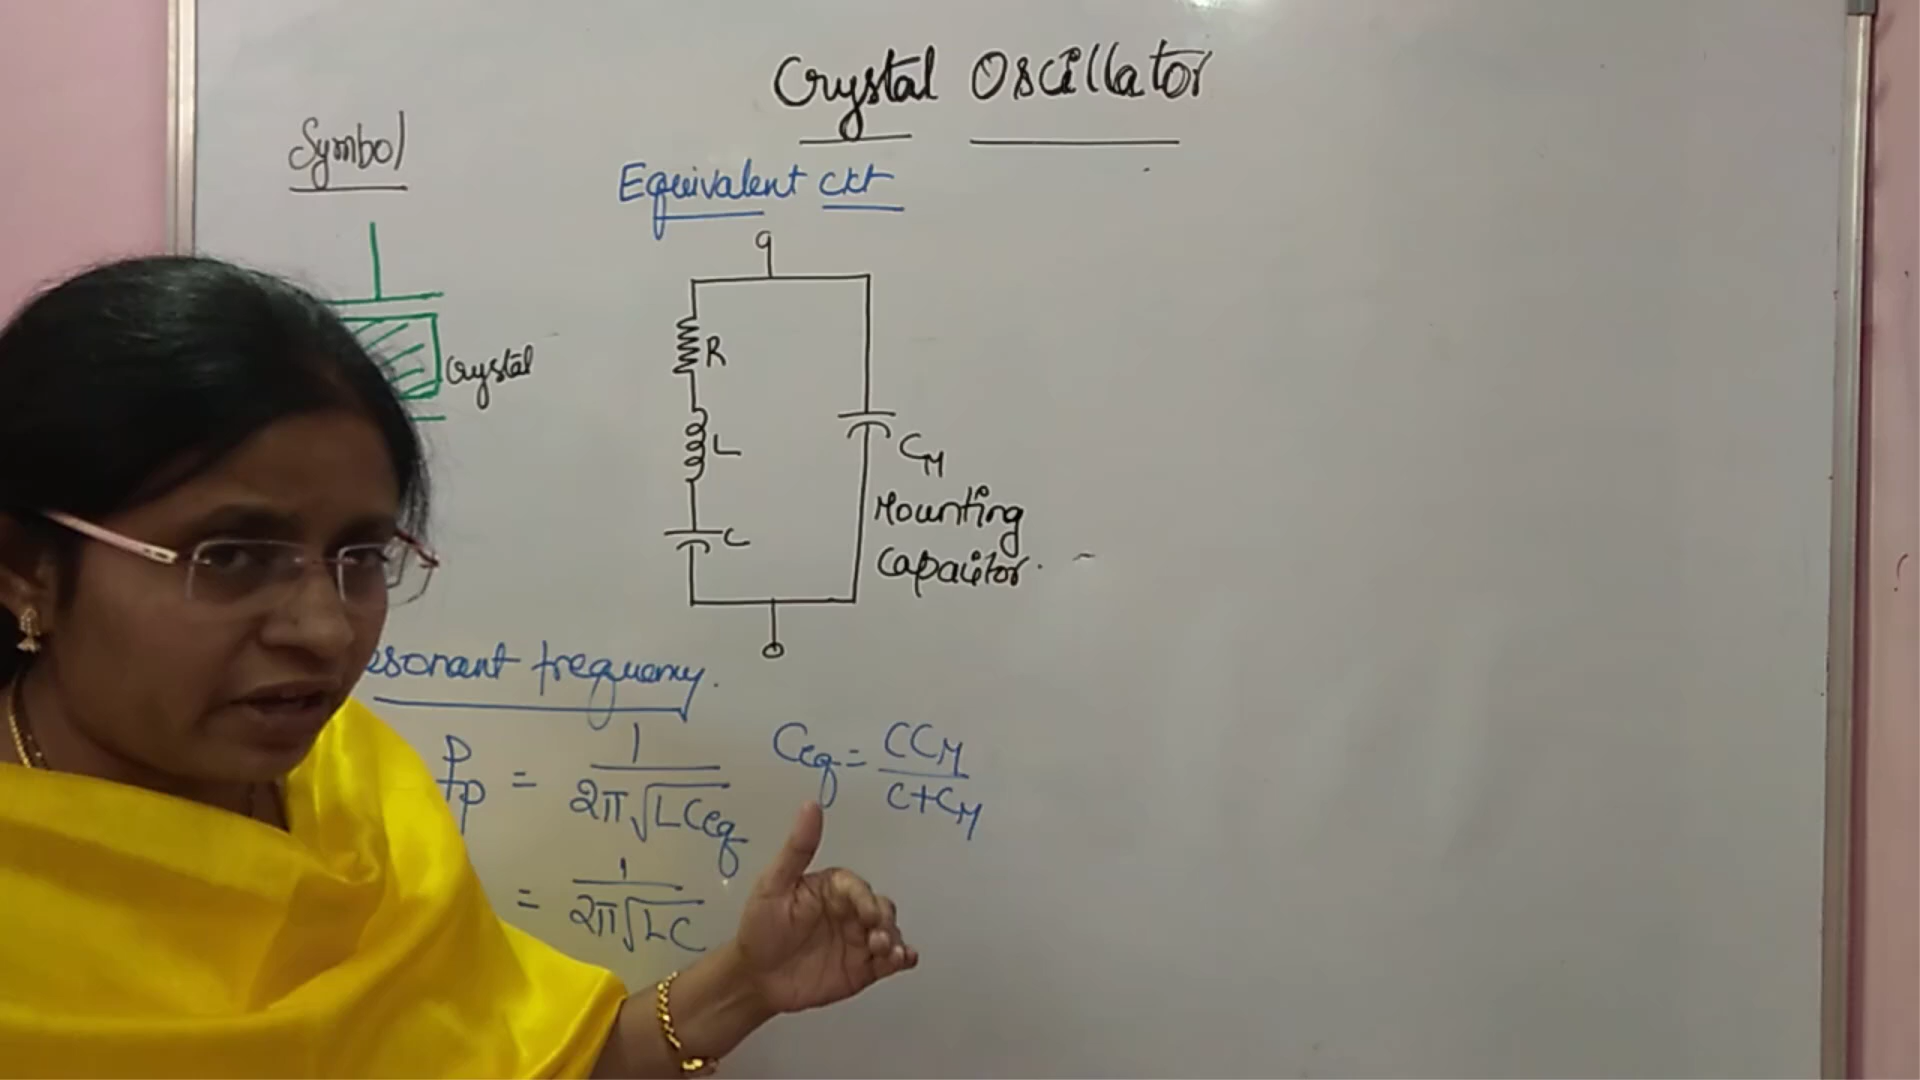 Crystal Oscillator
Symbol
Equivalent ckt
R
Crystal
L
CM
Mounting
C
Capacitor.
esonant frequency.
fp = 1 / 2π√LCeq
Ceq = CCM / C+CM
= 1 / 2π√LC